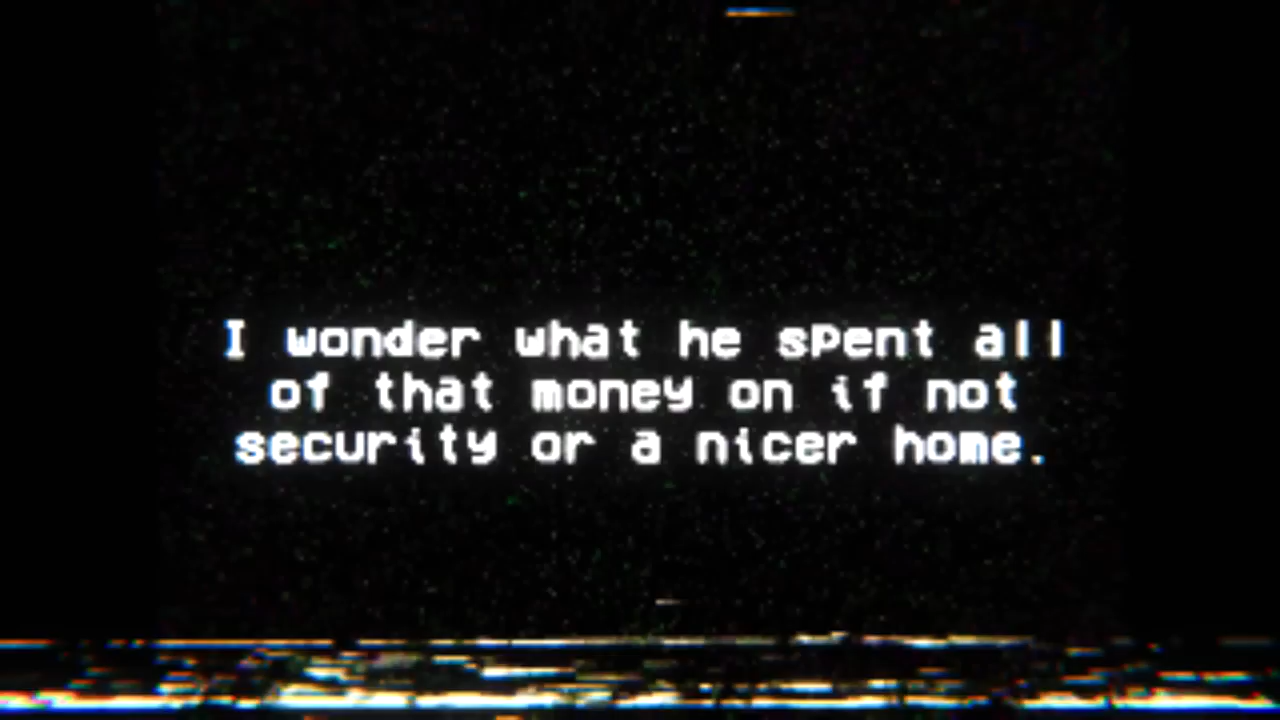 I wonder what he spent all
of that money on if not
security or a nicer home.